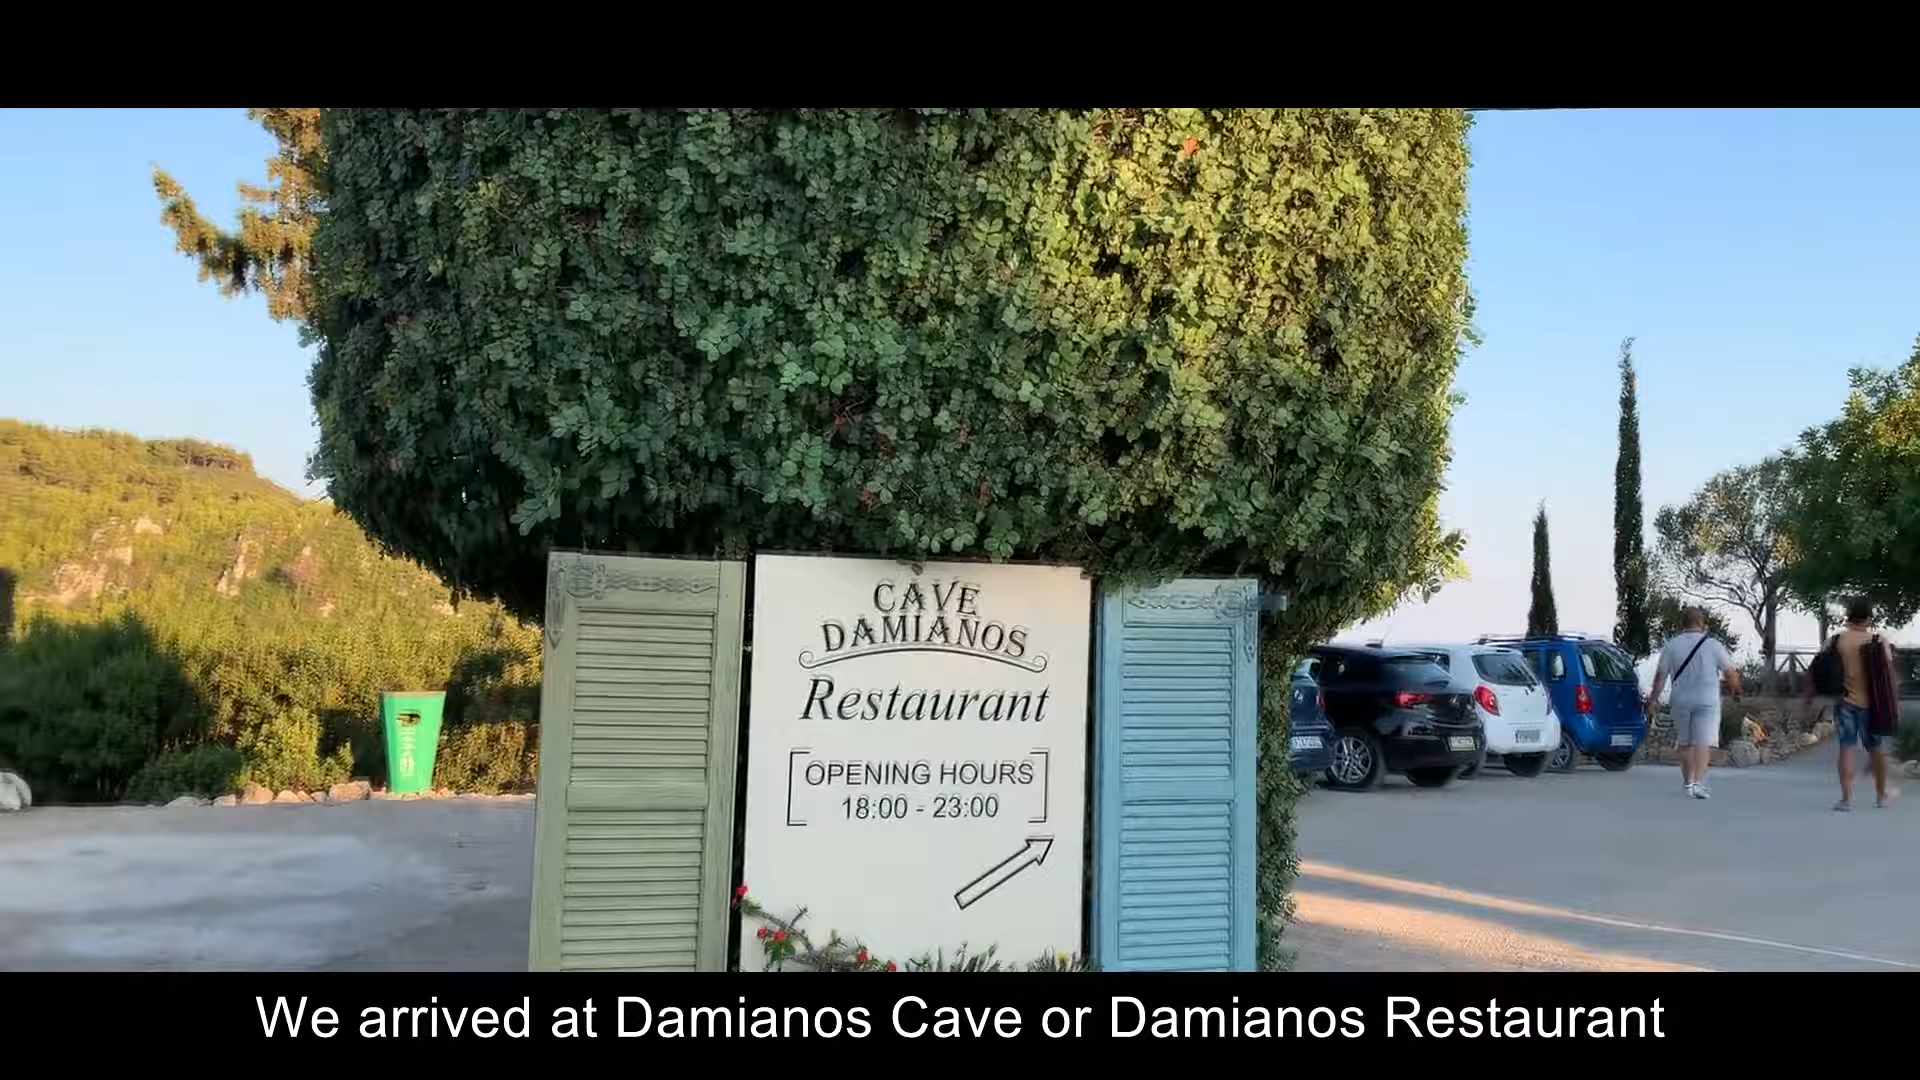 CAVE
DAMIANOS
Restaurant
OPENING HOURS
18:00 - 23:00
We arrived at Damianos Cave or Damianos Restaurant